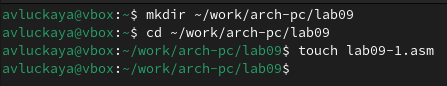 avluckaya@vbox:~$ mkdir ~/work/arch-pc/lab09
avluckaya@vbox:~$ cd ~/work/arch-pc/lab09
avluckaya@vbox:~/work/arch-pc/lab09$ touch lab09-1.asm
avluckaya@vbox:~/work/arch-pc/lab09$